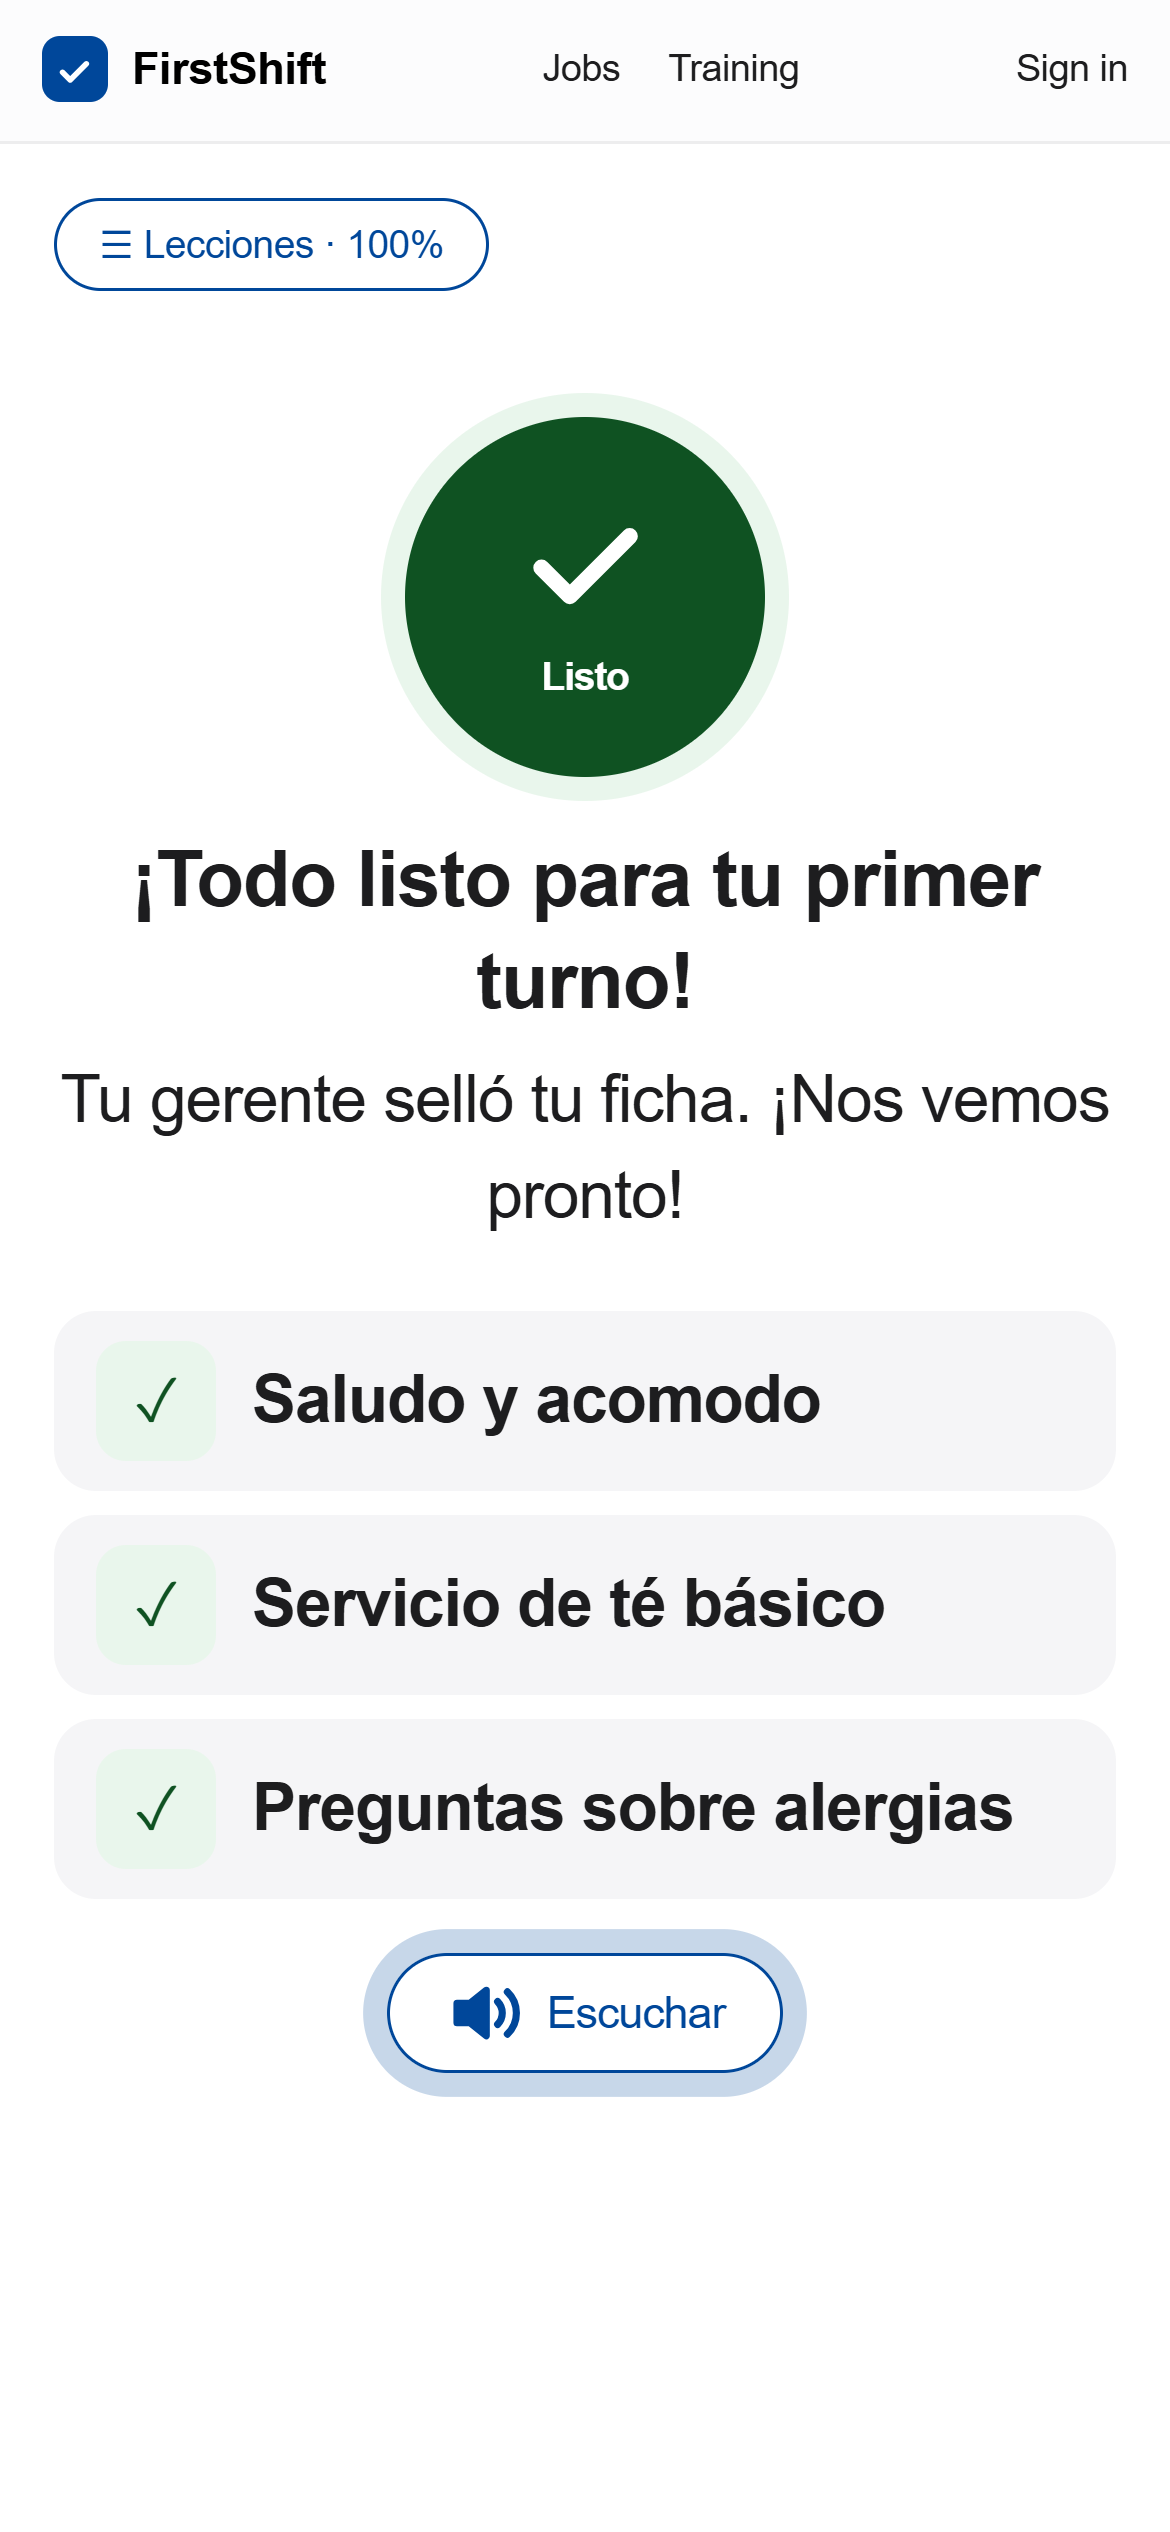 FirstShift
Jobs
Training
Sign in
☰ Lecciones · 100%
Listo
¡Todo listo para tu primer
turno!
Tu gerente selló tu ficha. ¡Nos vemos
pronto!
✓ Saludo y acomodo
✓ Servicio de té básico
✓ Preguntas sobre alergias
Escuchar